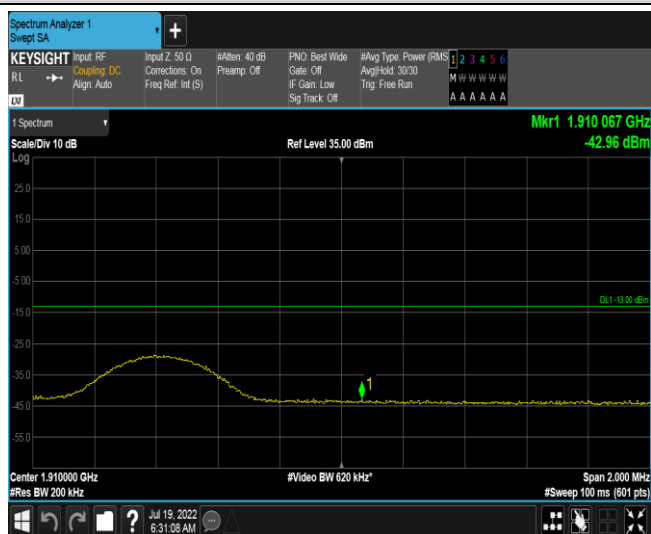 Spectrum Analyzer 1
Swept SA
+
KEYSIGHT
RL
LXI
Input: RF
Coupling: DC
Align: Auto
Input Z: 50 Ω
Corrections: On
Freq Ref: Int (S)
#Atten: 40 dB
Preamp: Off
PNO: Best Wide
Gate: Off
IF Gain: Low
Sig Track: Off
#Avg Type: Power (RMS
Avg|Hold: 30/30
Trig: Free Run
1 2 3 4 5 6
M W W W W W
A A A A A A
1 Spectrum
Mkr1 1.910 067 GHz
-42.96 dBm
Scale/Div 10 dB
Ref Level 35.00 dBm
Log
25.0
15.0
5.00
-5.00
DL1 -13.00 dBm
-15.0
-25.0
-35.0
1
-45.0
-55.0
Center 1.910000 GHz
#Video BW 620 kHz*
Span 2.000 MHz
#Res BW 200 kHz
#Sweep 100 ms (601 pts)
?
Jul 19, 2022
6:31:08 AM